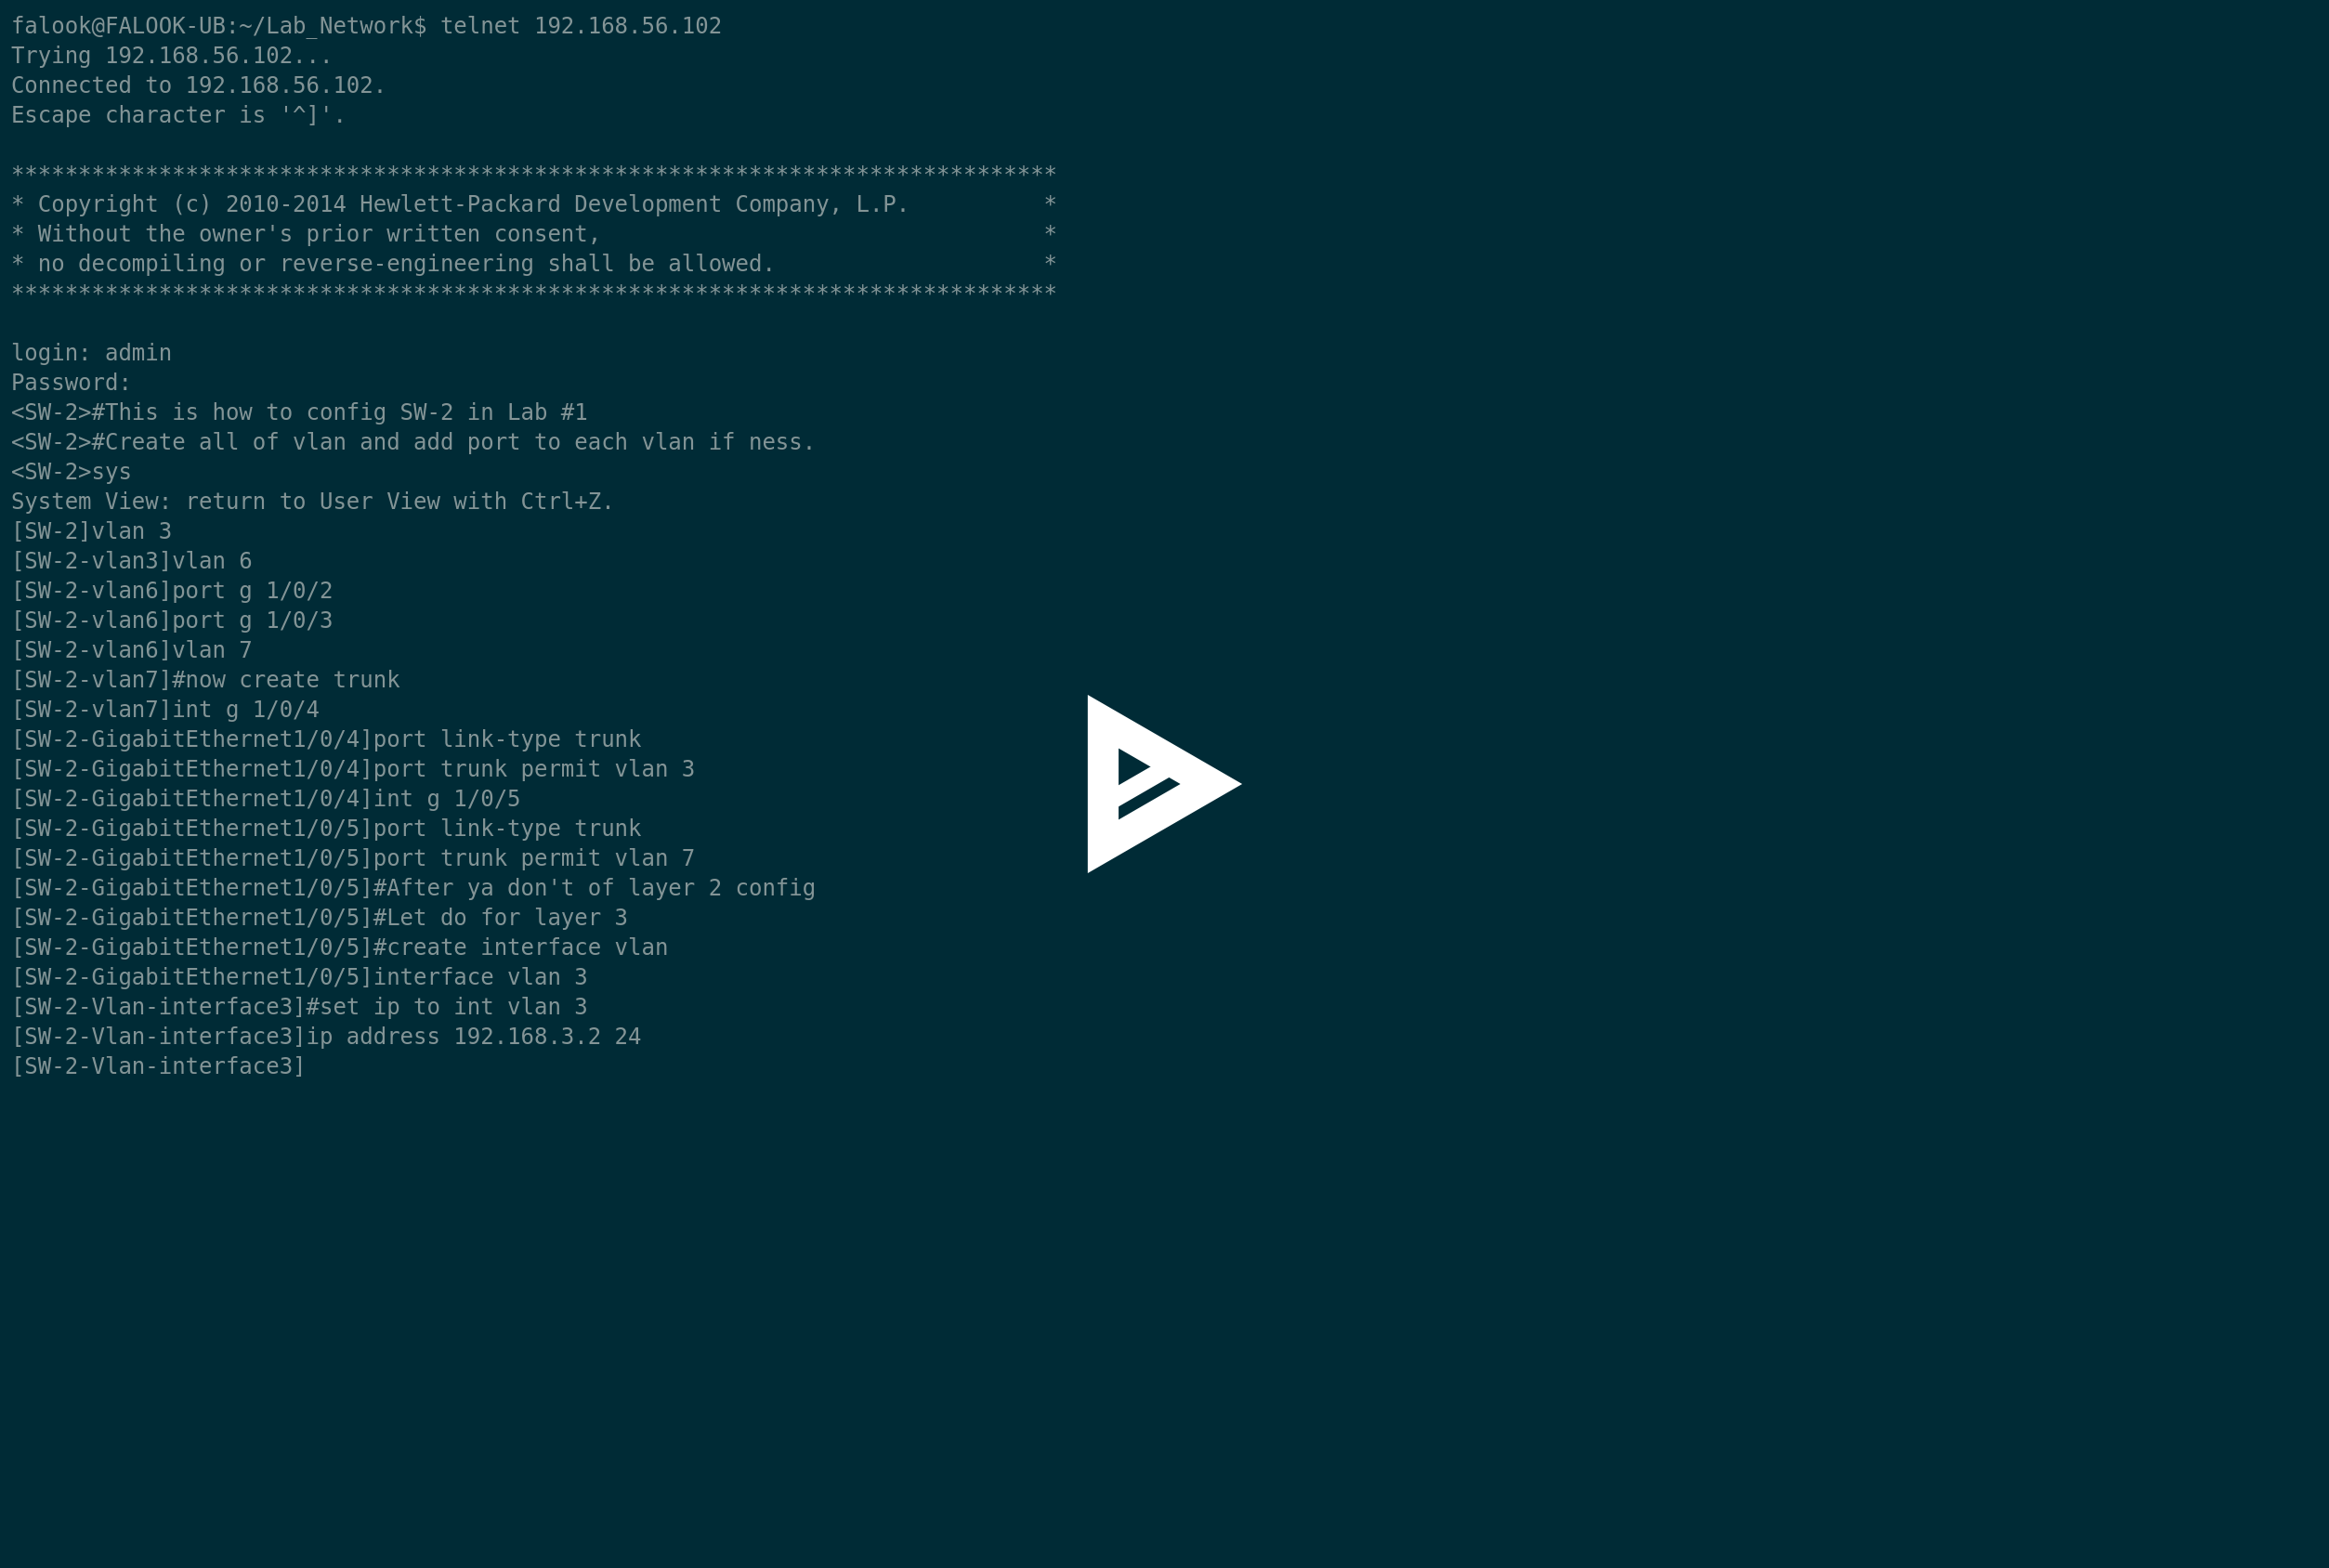 falook@FALOOK-UB:~/Lab_Network$ telnet 192.168.56.102
Trying 192.168.56.102...
Connected to 192.168.56.102.
Escape character is '^]'.
******************************************************************************
* Copyright (c) 2010-2014 Hewlett-Packard Development Company, L.P.          *
* Without the owner's prior written consent,                                 *
* no decompiling or reverse-engineering shall be allowed.                    *
******************************************************************************
login: admin
Password:
<SW-2>#This is how to config SW-2 in Lab #1
<SW-2>#Create all of vlan and add port to each vlan if ness.
<SW-2>sys
System View: return to User View with Ctrl+Z.
[SW-2]vlan 3
[SW-2-vlan3]vlan 6
[SW-2-vlan6]port g 1/0/2
[SW-2-vlan6]port g 1/0/3
[SW-2-vlan6]vlan 7
[SW-2-vlan7]#now create trunk
[SW-2-vlan7]int g 1/0/4
[SW-2-GigabitEthernet1/0/4]port link-type trunk
[SW-2-GigabitEthernet1/0/4]port trunk permit vlan 3
[SW-2-GigabitEthernet1/0/4]int g 1/0/5
[SW-2-GigabitEthernet1/0/5]port link-type trunk
[SW-2-GigabitEthernet1/0/5]port trunk permit vlan 7
[SW-2-GigabitEthernet1/0/5]#After ya don't of layer 2 config
[SW-2-GigabitEthernet1/0/5]#Let do for layer 3
[SW-2-GigabitEthernet1/0/5]#create interface vlan
[SW-2-GigabitEthernet1/0/5]interface vlan 3
[SW-2-Vlan-interface3]#set ip to int vlan 3
[SW-2-Vlan-interface3]ip address 192.168.3.2 24
[SW-2-Vlan-interface3]